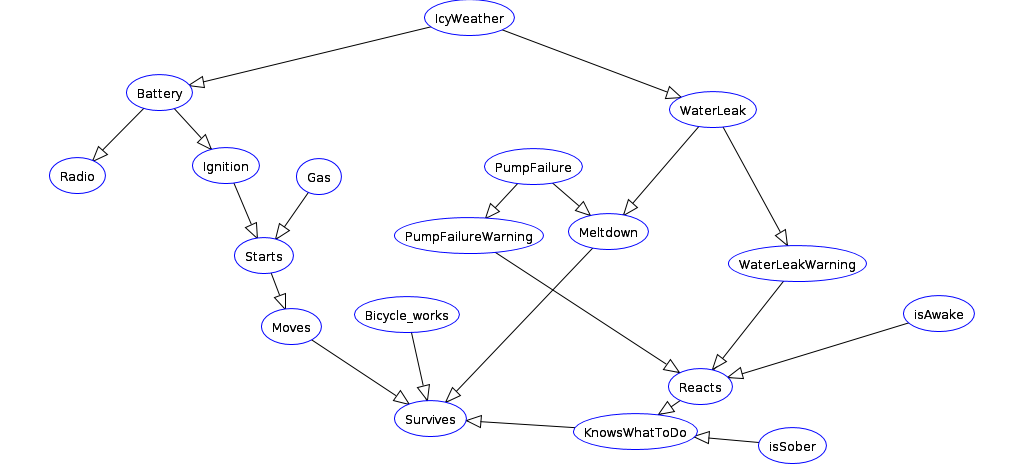 IcyWeather
Battery
WaterLeak
Radio
Ignition
Gas
PumpFailure
PumpFailureWarning
Meltdown
Starts
WaterLeakWarning
Moves
Bicycle_works
isAwake
Reacts
Survives
KnowsWhatToDo
isSober